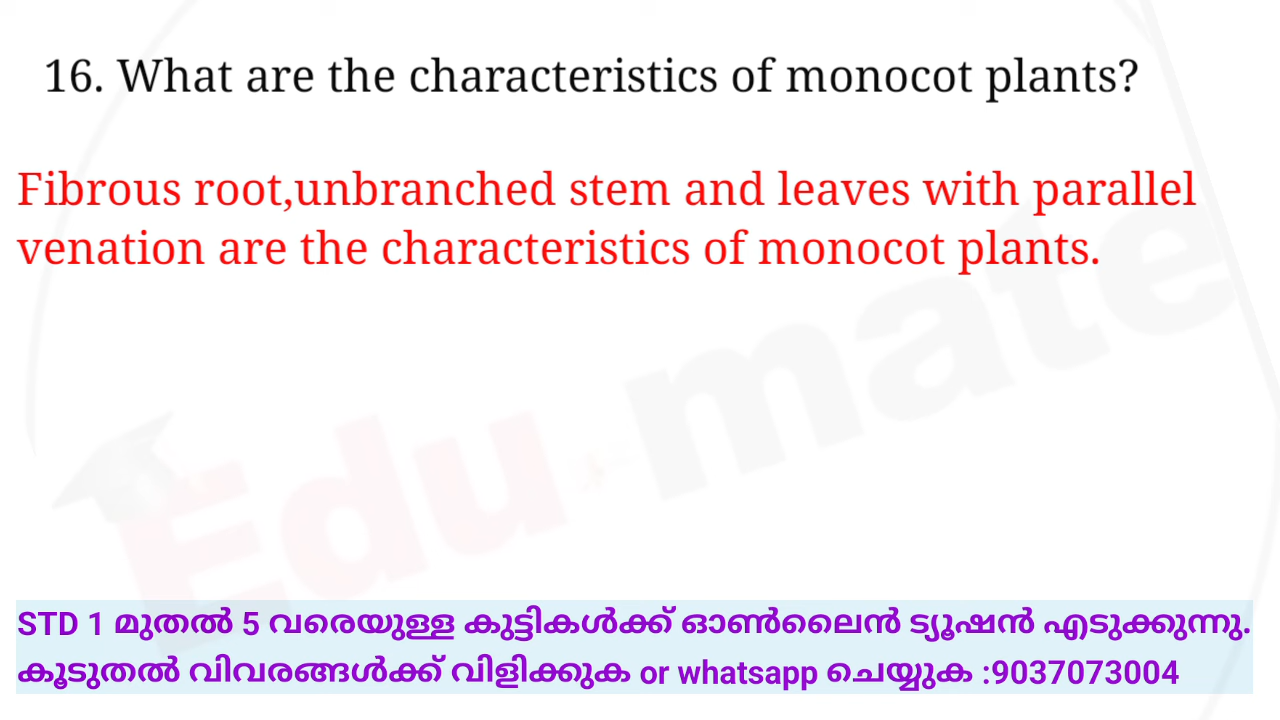 16. What are the characteristics of monocot plants?
Fibrous root,unbranched stem and leaves with parallel
venation are the characteristics of monocot plants.
Edu mate
STD 1 മുതൽ 5 വരെയുള്ള കുട്ടികൾക്ക് ഓൺലൈൻ ട്യൂഷൻ എടുക്കുന്നു.
കൂടുതൽ വിവരങ്ങൾക്ക് വിളിക്കുക or whatsapp ചെയ്യുക :9037073004